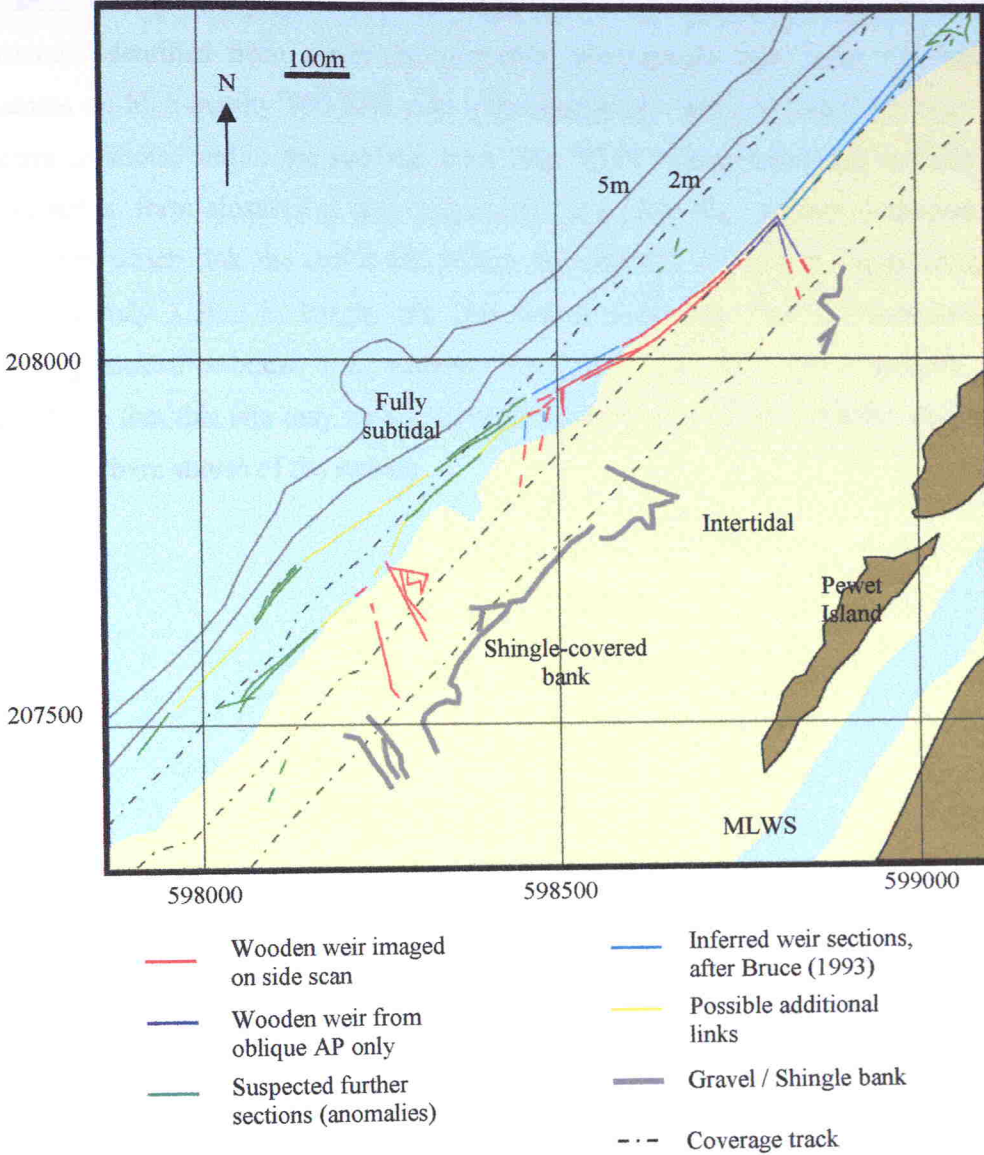 100m
N
5m
2m
208000
Fully
subtidal
Intertidal
Pewet
Island
Shingle-covered
bank
207500
MLWS
598000
598500
599000
Wooden weir imaged
on side scan
Wooden weir from
oblique AP only
Suspected further
sections (anomalies)
Inferred weir sections,
after Bruce (1993)
Possible additional
links
Gravel / Shingle bank
Coverage track